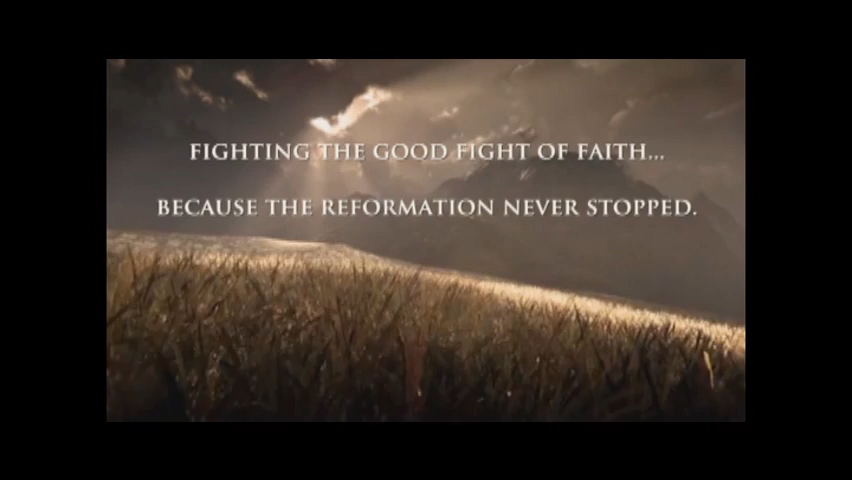 FIGHTING THE GOOD FIGHT OF FAITH...
BECAUSE THE REFORMATION NEVER STOPPED.